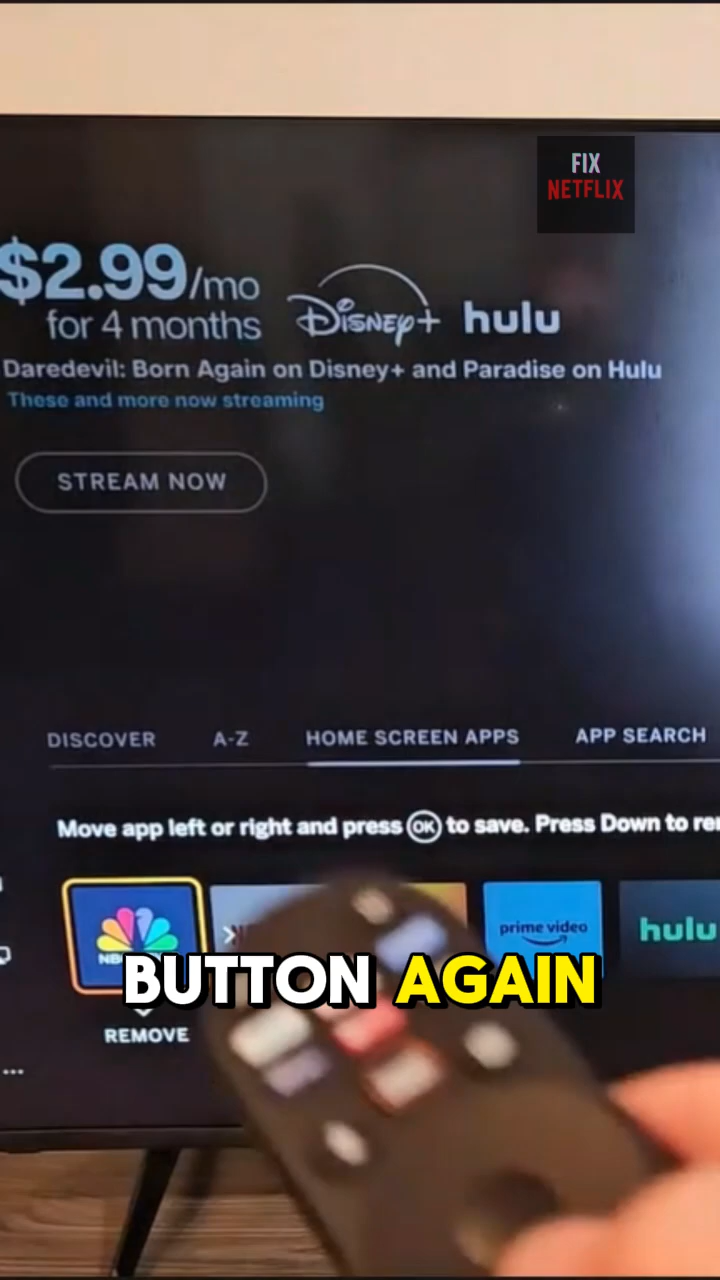 FIX
NETFLIX
$2.99/mo
for 4 months
Disney+ hulu
Daredevil: Born Again on Disney+ and Paradise on Hulu
These and more now streaming
STREAM NOW
DISCOVER A-Z HOME SCREEN APPS APP SEARCH
Move app left or right and press OK to save. Press Down to
prime video hulu
BUTTON AGAIN
REMOVE
...